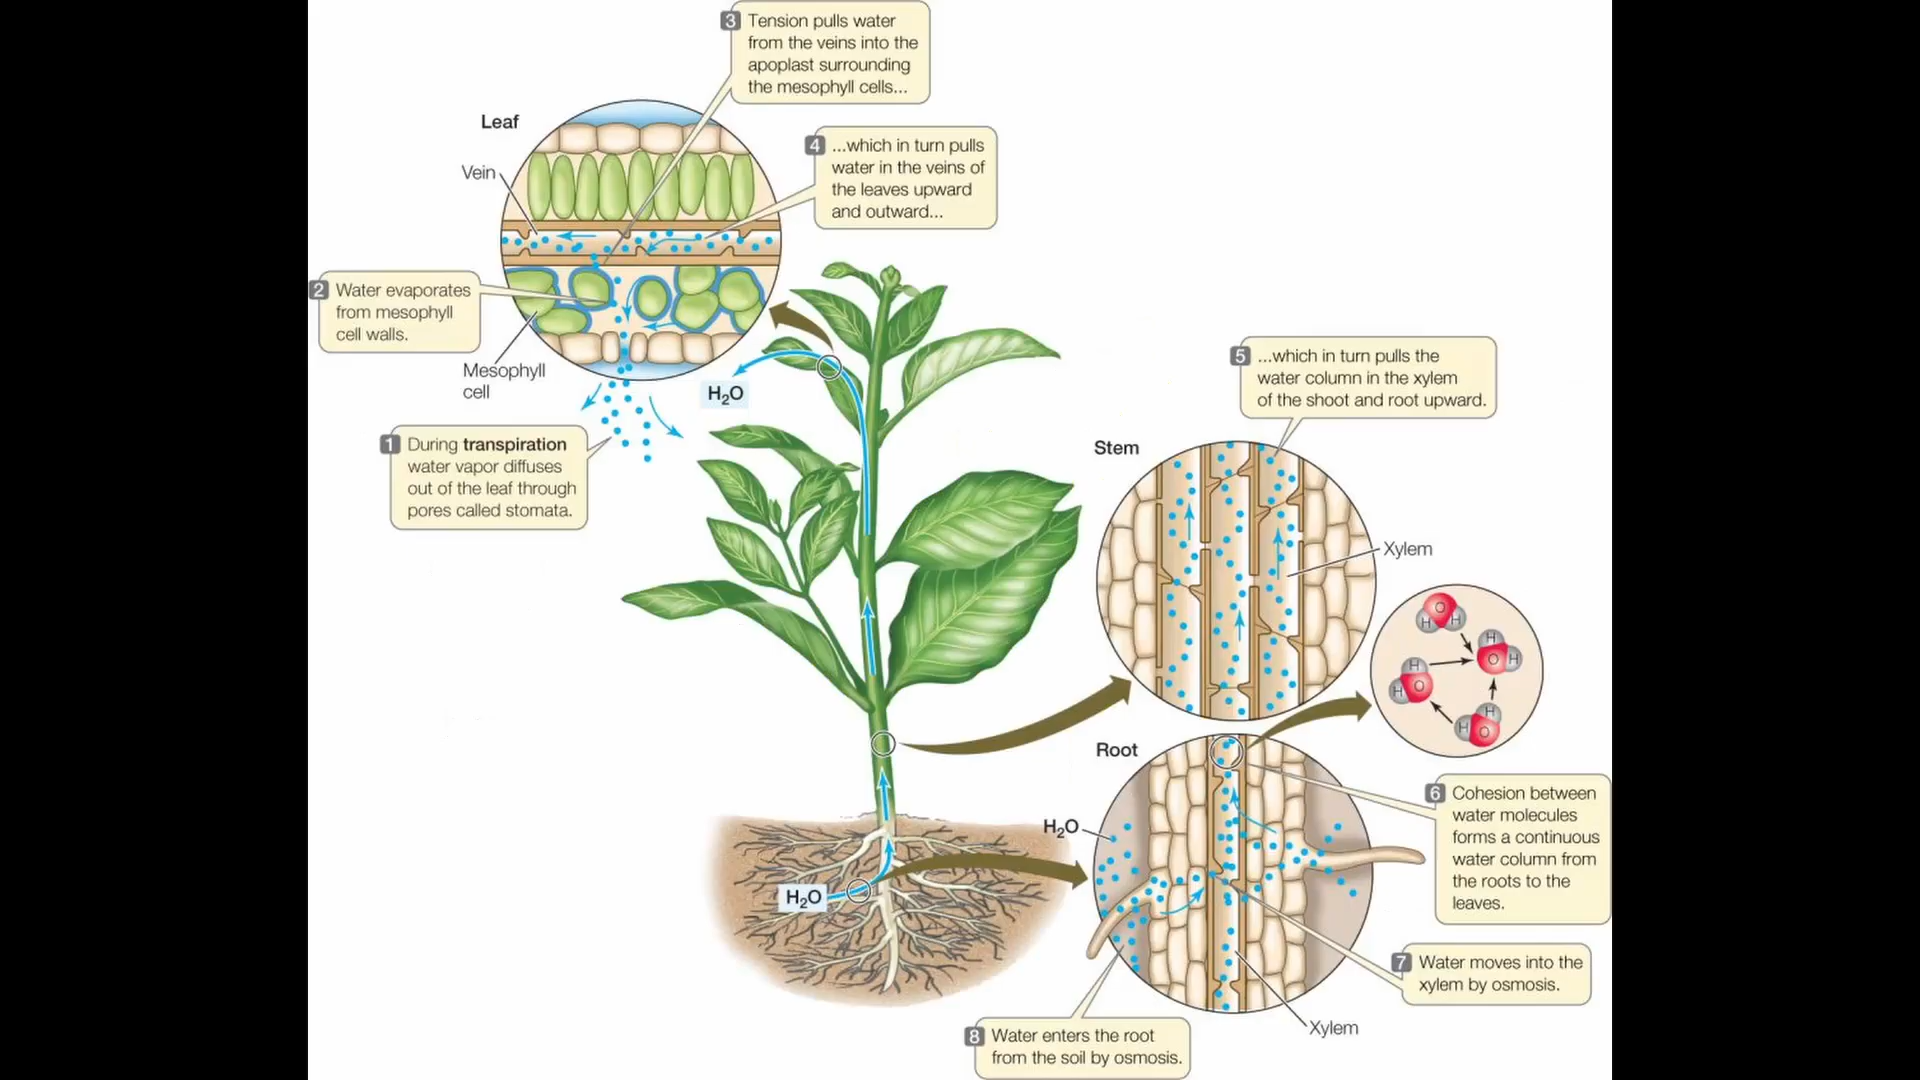 3 Tension pulls water
from the veins into the
apoplast surrounding
the mesophyll cells...
Leaf
4 ...which in turn pulls
water in the veins of
the leaves upward
and outward...
Vein
2 Water evaporates
from mesophyll
cell walls.
Mesophyll
cell
H₂O
1 During transpiration
water vapor diffuses
out of the leaf through
pores called stomata.
5 ...which in turn pulls the
water column in the xylem
of the shoot and root upward.
Stem
Xylem
H O H
H O H
H O H
H O H
Root
H₂O
H₂O
6 Cohesion between
water molecules
forms a continuous
water column from
the roots to the
leaves.
7 Water moves into the
xylem by osmosis.
Xylem
8 Water enters the root
from the soil by osmosis.